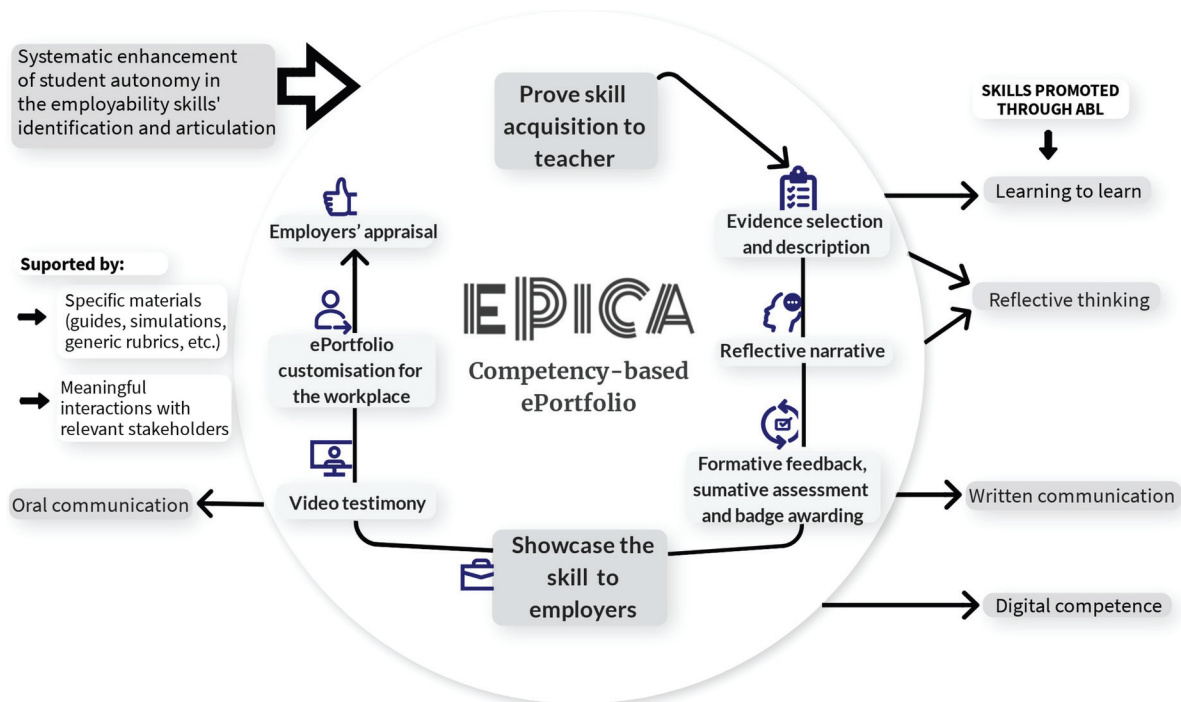 Systematic enhancement
of student autonomy in
the employability skills'
identification and articulation
Prove skill
acquisition to
teacher
SKILLS PROMOTED
THROUGH ABL
Learning to learn
Evidence selection
and description
Reflective thinking
Reflective narrative
Formative feedback,
sumative assessment
and badge awarding
Written communication
Digital competence
Showcase the
skill to
employers
Video testimony
Oral communication
ePortfolio
customisation for
the workplace
Employers' appraisal
EPICA
Competency-based
ePortfolio
Suported by:
Specific materials
(guides, simulations,
generic rubrics, etc.)
Meaningful
interactions with
relevant stakeholders